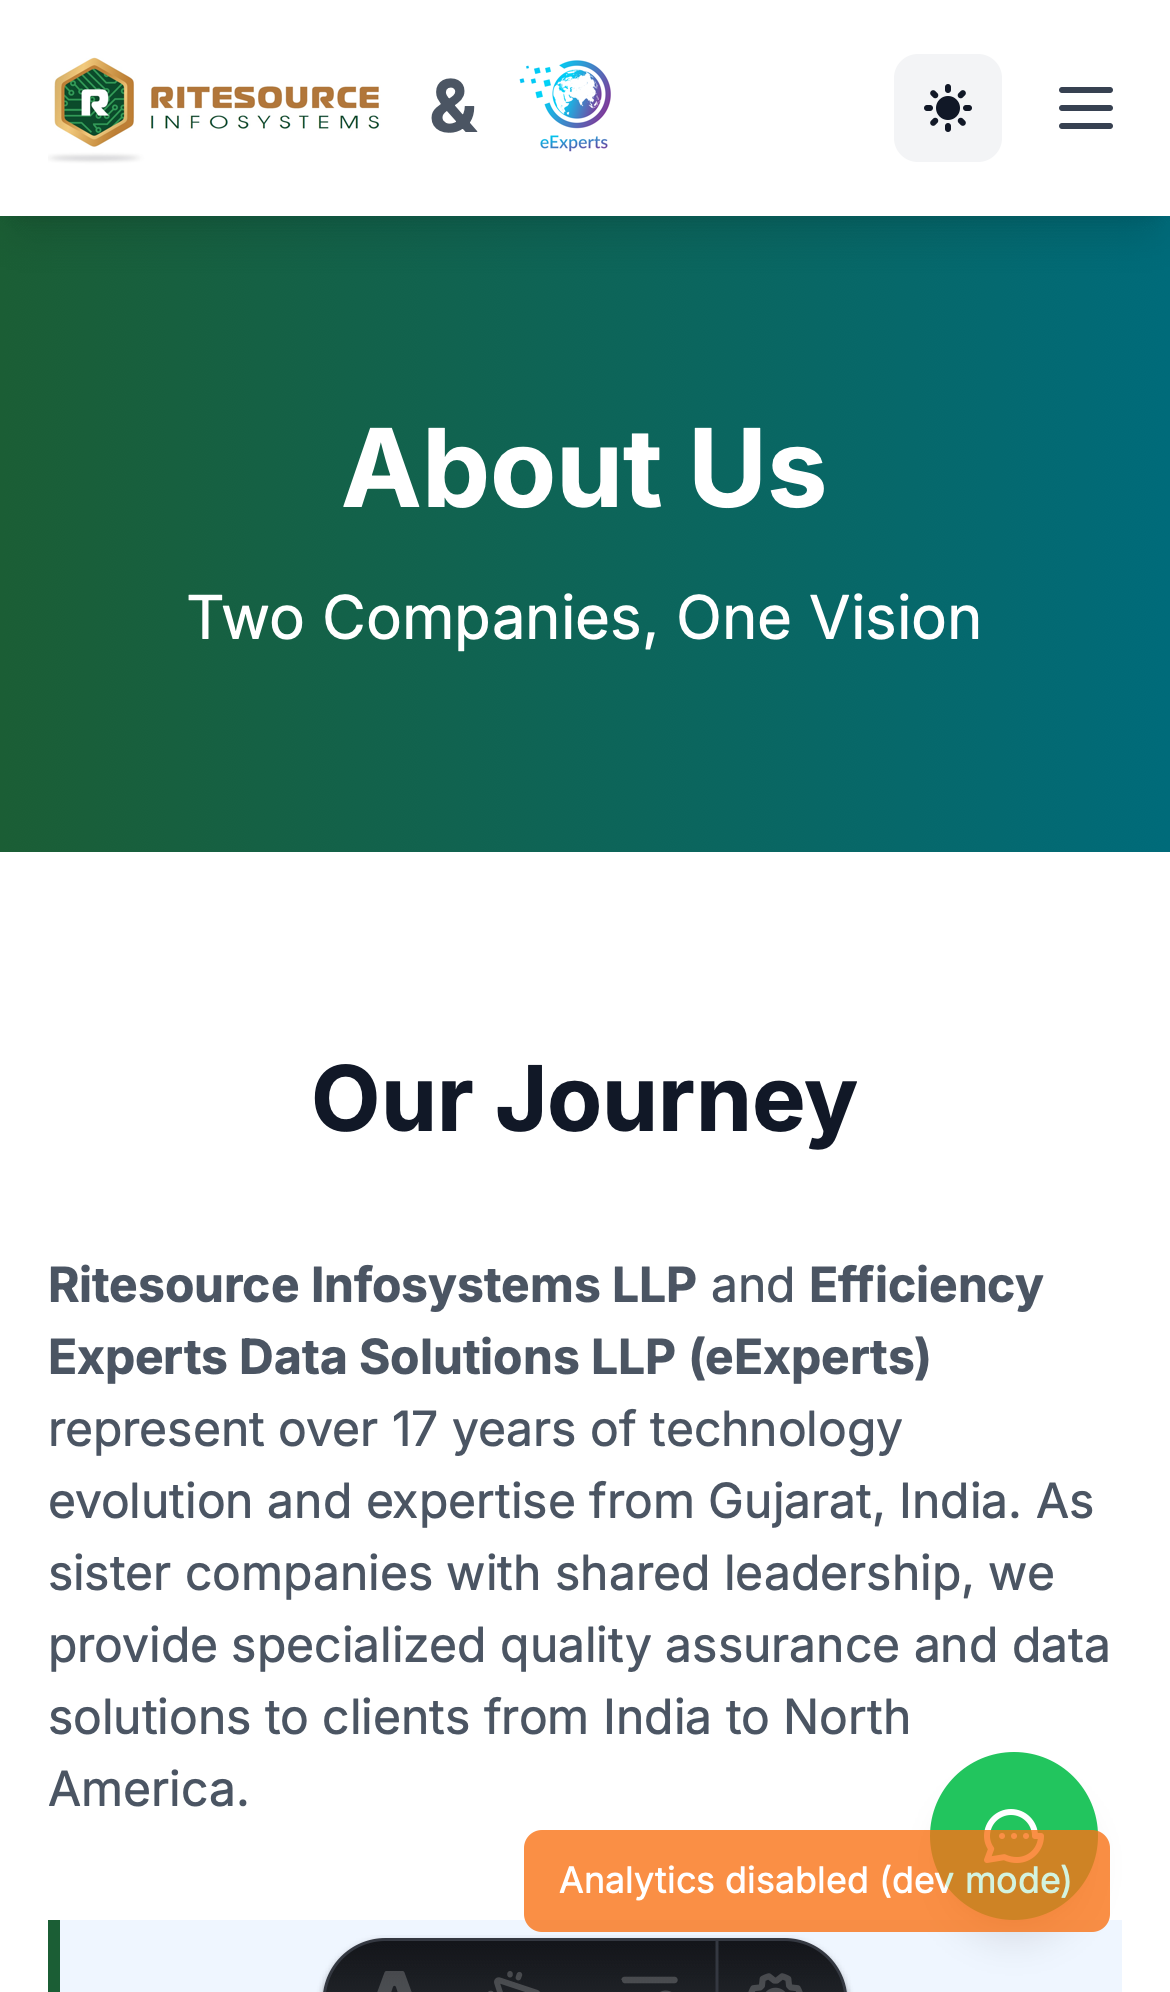 R RITESOURCE
INFOSYSTEMS
&
eExperts
About Us
Two Companies, One Vision
Our Journey
Ritesource Infosystems LLP and Efficiency
Experts Data Solutions LLP (eExperts)
represent over 17 years of technology
evolution and expertise from Gujarat, India. As
sister companies with shared leadership, we
provide specialized quality assurance and data
solutions to clients from India to North
America.
Analytics disabled (dev mode)